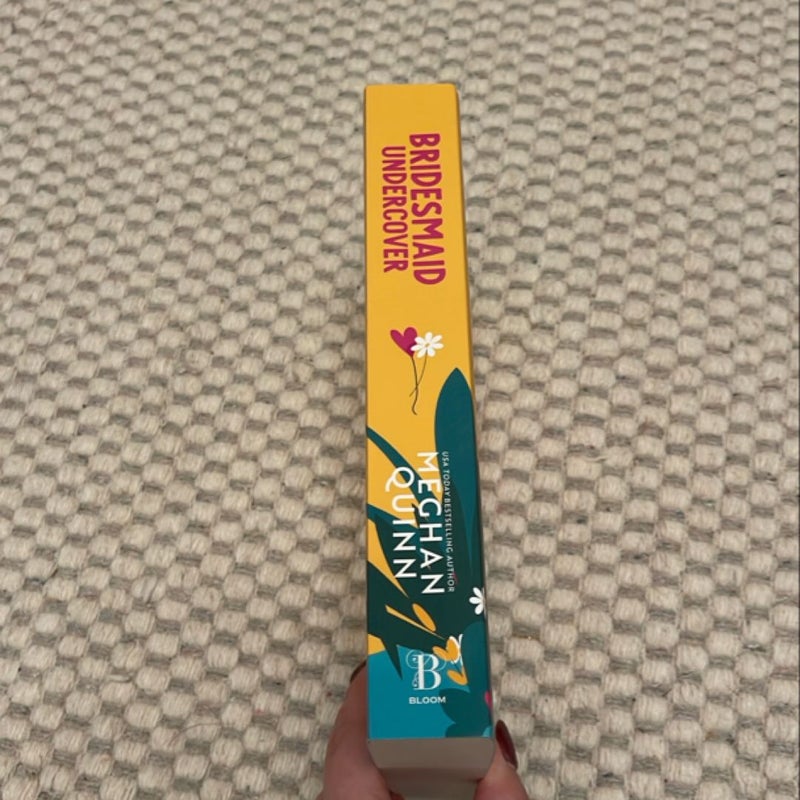 BRIDESMAID
UNDERCOVER
USA TODAY BESTSELLING AUTHOR
MEGHAN
QUINN
B
BLOOM